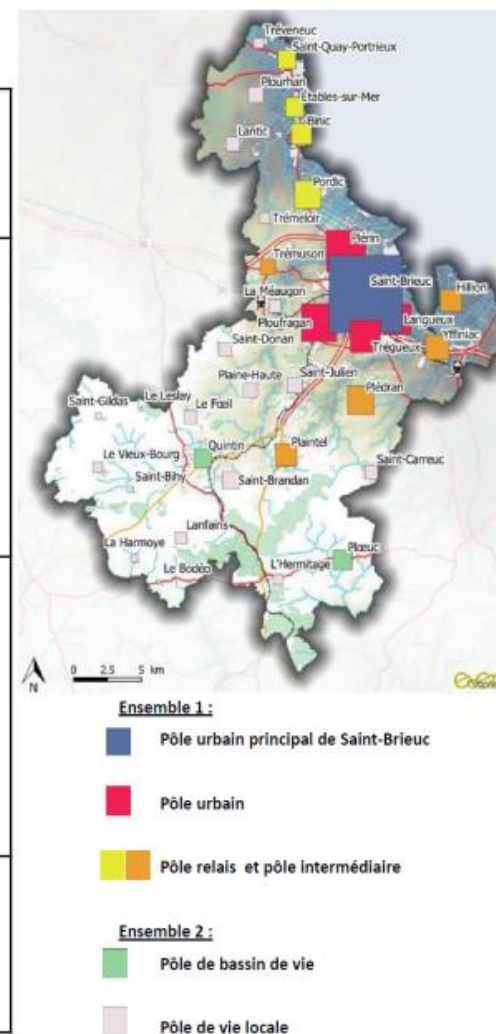 Tréveneuc
Saint-Quay-Portrieux
Plourhan
Étables-sur-Mer
Binic
Lantic
Pordic
Trémeloir
Plérin
Trémuson
Saint-Brieuc
Hillion
La Méaugon
Langueux
Ploufragan
Yffiniac
Saint-Donan
Trégueux
Plaine-Haute
Saint-Julien
Plédran
Saint-Gildas
Le Leslay
Le Fœil
Quintin
Plaintel
Le Vieux-Bourg
Saint-Carreuc
Saint-Bihy
Saint-Brandan
Lanfains
La Harmoye
Plœuc
L'Hermitage
Le Bodéo
N
0 2.5 5 km
Ensemble 1 :
Pôle urbain principal de Saint-Brieuc
Pôle urbain
Pôle relais et pôle intermédiaire
Ensemble 2 :
Pôle de bassin de vie
Pôle de vie locale